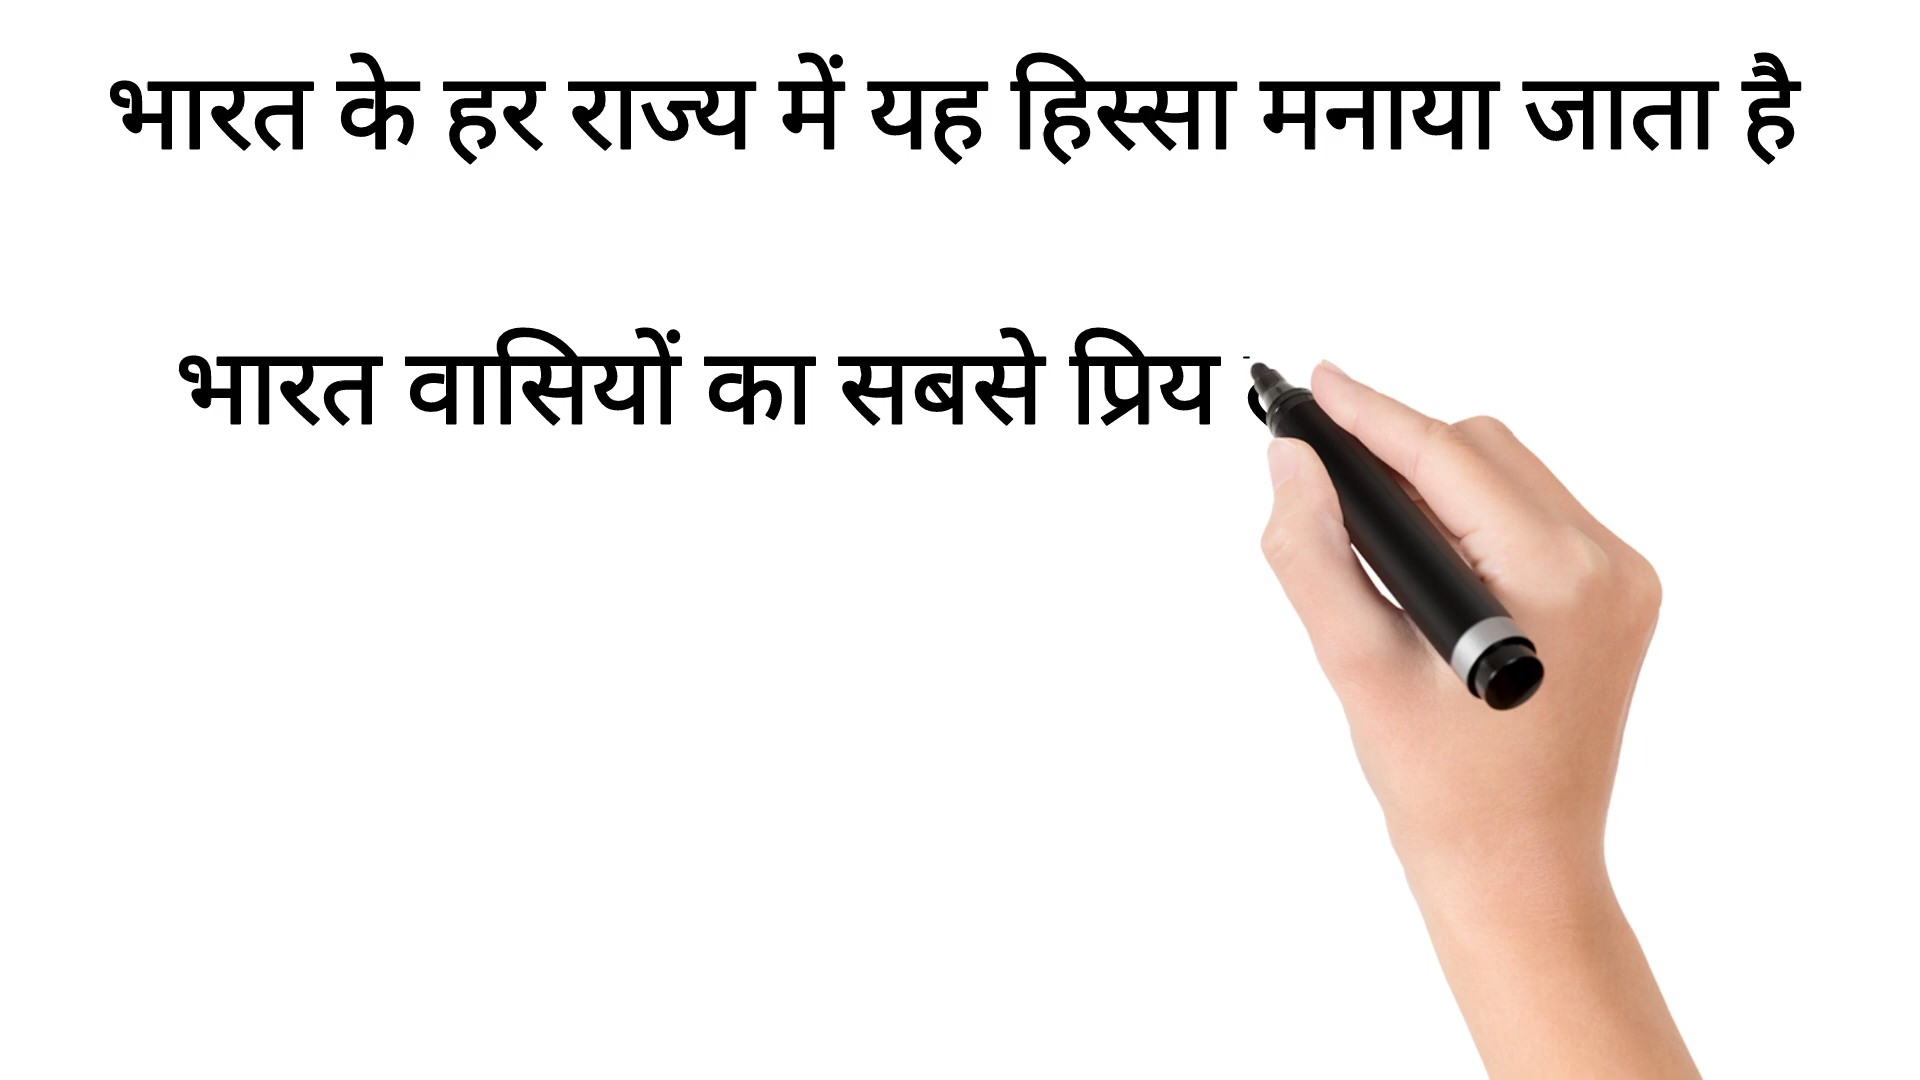 भारत के हर राज्य में यह हिस्सा मनाया जाता है
भारत वासियों का सबसे प्रिय